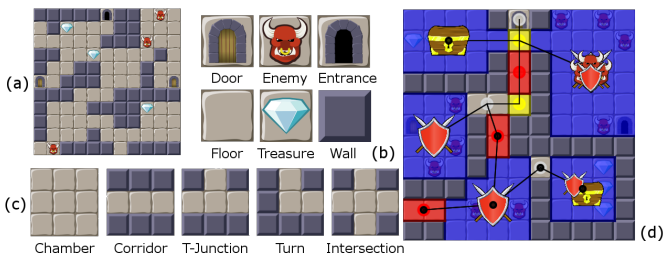 (a)
Door Enemy Entrance
Floor Treasure Wall
(b)
(c)
Chamber Corridor T-Junction Turn Intersection
(d)